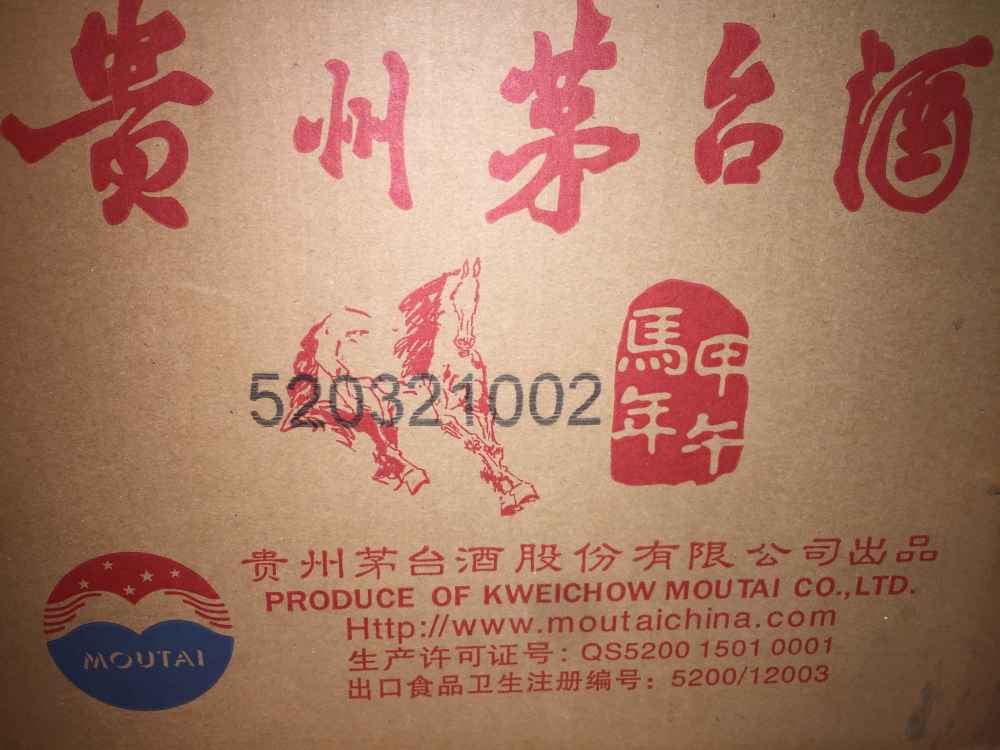 贵州茅台酒
520321002
甲午
馬年
MOUTAI
贵州茅台酒股份有限公司出品
PRODUCE OF KWEICHOW MOUTAI CO.,LTD.
Http://www.moutaichina.com
生产许可证号：QS5200 1501 0001
出口食品卫生注册编号：5200/12003